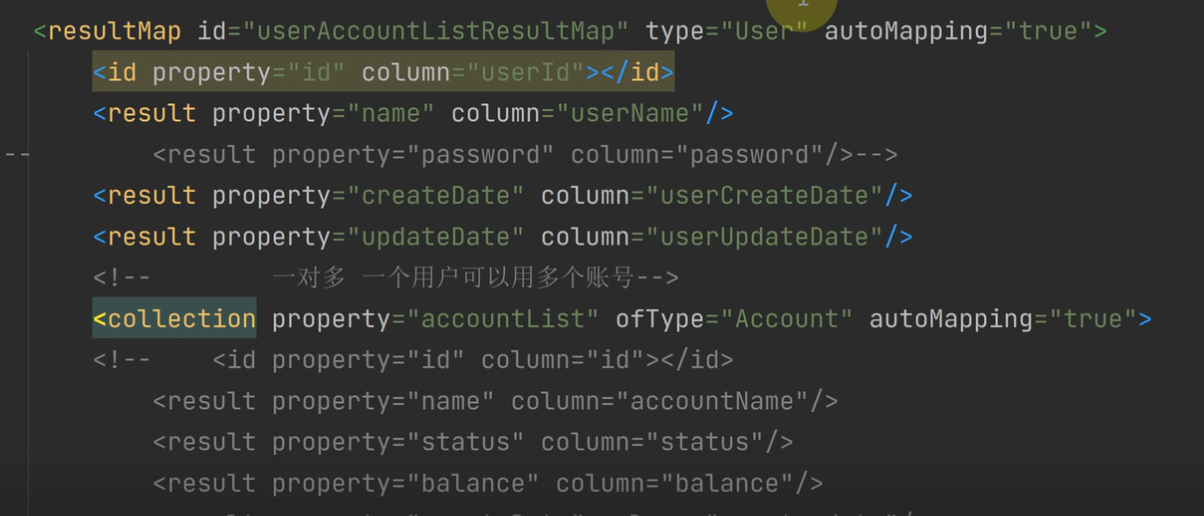 <resultMap id="userAccountListResultMap" type="User" autoMapping="true">
<id property="id" column="userId"></id>
<result property="name" column="userName"/>
-- <result property="password" column="password"/>-->
<result property="createDate" column="userCreateDate"/>
<result property="updateDate" column="userUpdateDate"/>
<!-- 一对多 一个用户可以用多个账号-->
<collection property="accountList" ofType="Account" autoMapping="true">
<!-- <id property="id" column="id"></id>
<result property="name" column="accountName"/>
<result property="status" column="status"/>
<result property="balance" column="balance"/>